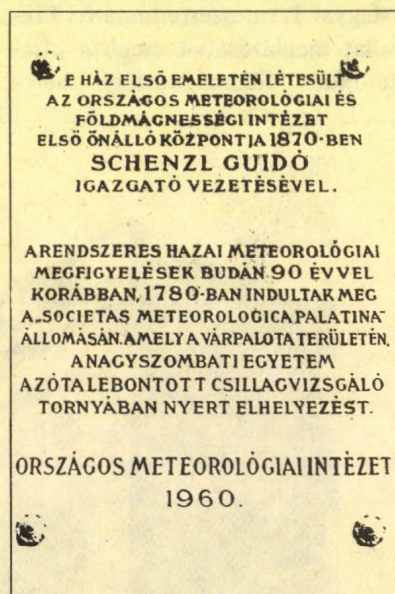 E HÁZ ELSŐ EMELETÉN LÉTESÜLT
AZ ORSZÁGOS METEOROLÓGIAI ÉS
FÖLDMÁGNESSÉGI INTÉZET
ELSŐ ÖNÁLLÓ KÖZPONTJA 1870-BEN
SCHENZL GUIDÓ
IGAZGATÓ VEZETÉSÉVEL.
A RENDSZERES HAZAI METEOROLÓGIAI
MEGFIGYELÉSEK BUDÁN 90 ÉVVEL
KORÁBBAN, 1780-BAN INDULTAK MEG
A „SOCIETAS METEOROLOGICA PALATINA"
ÁLLOMÁSÁN. AMELY A VÁRPALOTA TERÜLETÉN,
A NAGYSZOMBATI EGYETEM
AZÓTA LEBONTOTT CSILLAGVIZSGÁLÓ
TORNYÁBAN NYERT ELHELYEZÉST.
ORSZÁGOS METEOROLÓGIAI INTÉZET
1960.